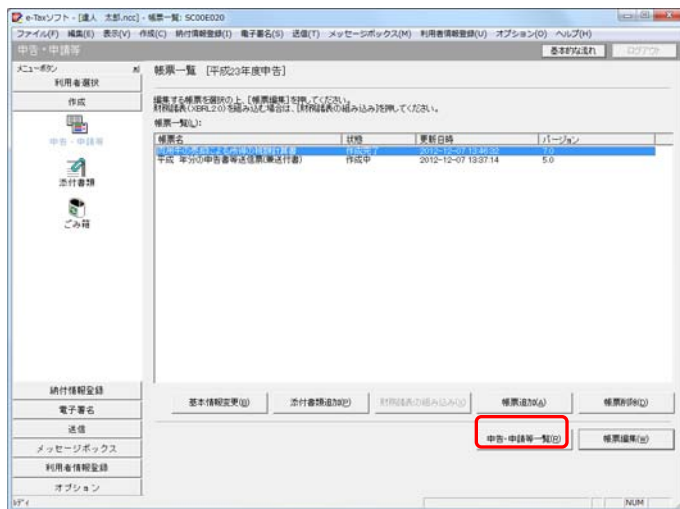 e-Taxソフト - [達人 太郎.ncc] - 帳票一覧: SC00E020
ファイル(F) 編集(E) 表示(V) 作成(C) 納付情報登録(I) 電子署名(S) 送信(T) メッセージボックス(M) 利用者情報登録(U) オプション(O) ヘルプ(H)
申告・申請等 基本的な流れ ログアウト
メニューボタン
利用者選択
作成
申告・申請等
添付書類
ごみ箱
納付情報登録
電子署名
送信
メッセージボックス
利用者情報登録
オプション
帳票一覧 [平成23年度申告]
編集する帳票を選択の上、[帳票編集]を押してください。
財務諸表(XBRL2.0)を組み込む場合は、[財務諸表の組み込み]を押してください。
帳票一覧(L):
帳票名 状態 更新日時 バージョン
作成完了 2012-12-07 13:46:32 7.0
平成 年分の申告書等送信票(兼送付書) 作成中 2012-12-07 13:37:14 5.0
基本情報変更(B) 添付書類追加(P) 財務諸表の組み込み(X) 帳票追加(A) 帳票削除(D)
申告・申請等一覧(R) 帳票編集(W)
ﾚﾃﾞｨ NUM